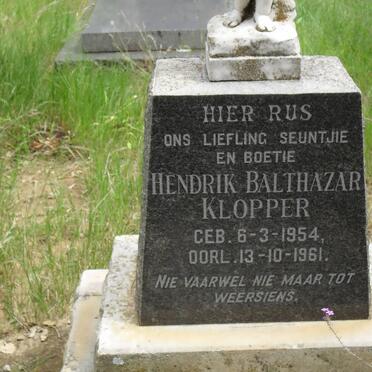 HIER RUS
ONS LIEFLING SEUNTJIE
EN BOETIE
HENDRIK BALTHAZAR
KLOPPER
GEB. 6-3-1954,
OORL. 13-10-1961.
NIE VAARWEL NIE MAAR TOT
WEERSIENS.